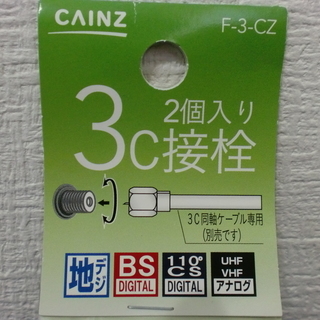 CAINZ F-3-CZ
2個入り
3C接栓
3C同軸ケーブル専用
(別売です)
地デジ BS DIGITAL 110°CS DIGITAL UHF VHF アナログ